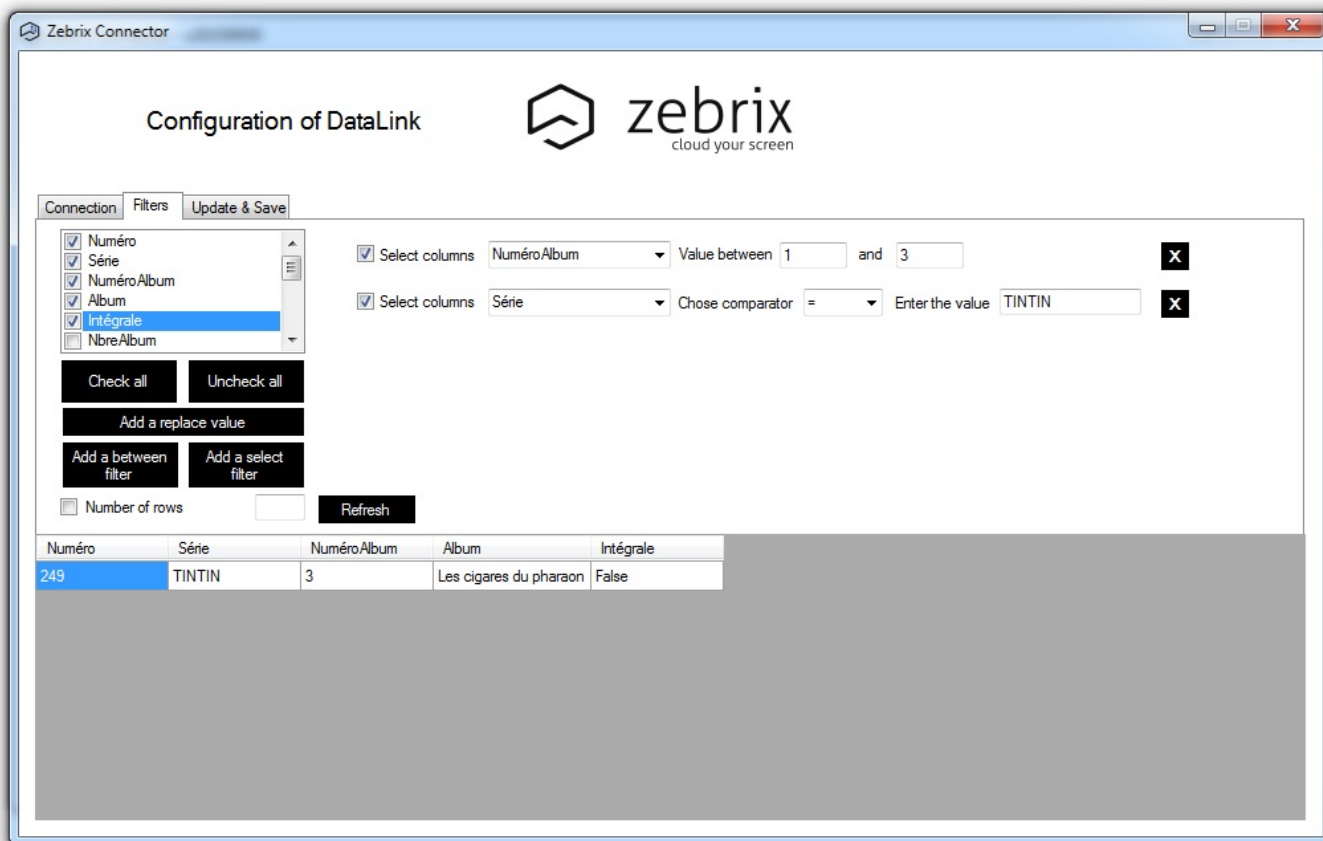 Zebrix Connector
Configuration of DataLink
zebrix
cloud your screen
Connection Filters Update & Save
Numéro
Série
NuméroAlbum
Album
Intégrale
NbreAlbum
Select columns NuméroAlbum Value between 1 and 3 X
Select columns Série Chose comparator = Enter the value TINTIN X
Check all Uncheck all
Add a replace value
Add a between filter Add a select filter
Number of rows Refresh
Numéro Série NuméroAlbum Album Intégrale
249 TINTIN 3 Les cigares du pharaon False